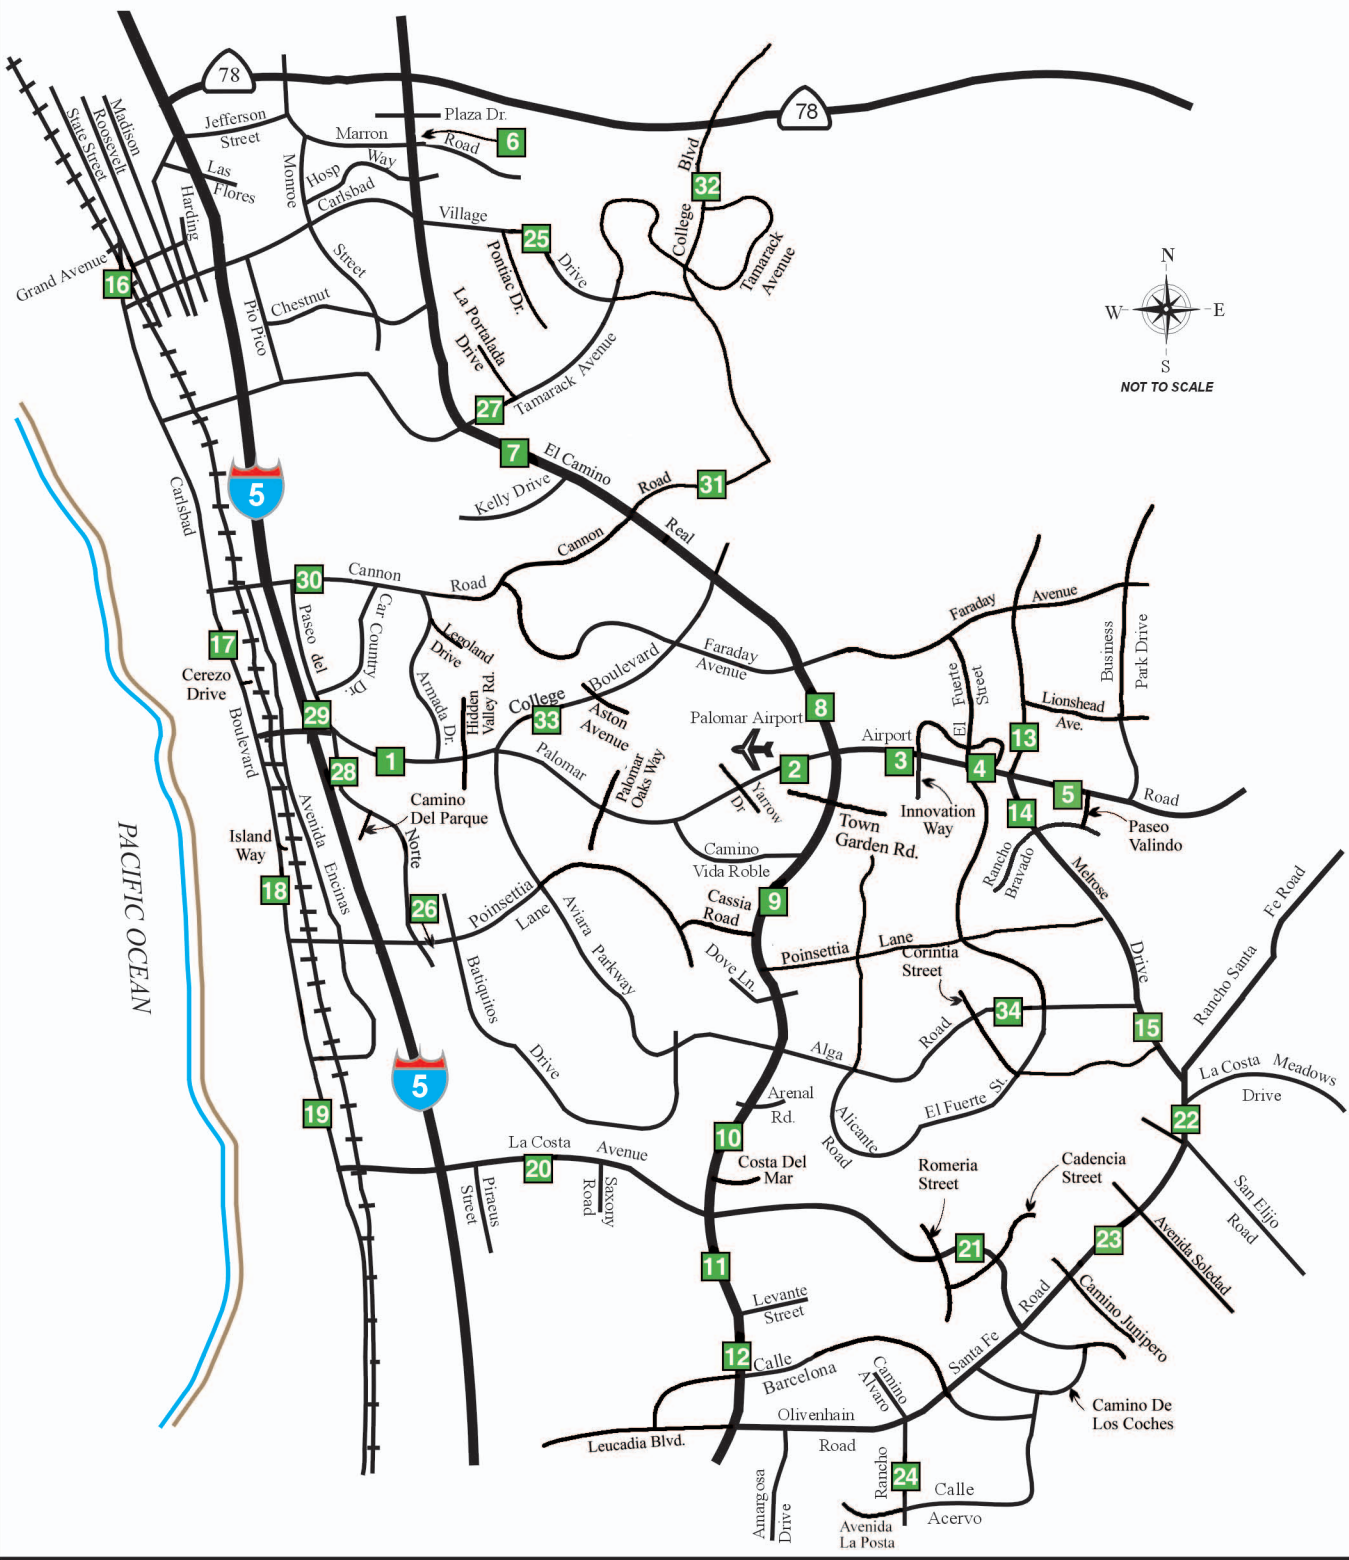 78
78
Plaza Dr.
Jefferson
Street
Marron
Road
6
Madison
Roosevelt
State Street
Las
Flores
Monroe
Hosp
Way
Harding
Carlsbad
Village
Drive
25
Blvd
32
College
Tamarack
Avenue
Pontiac Dr.
Street
Grand Avenue
16
Pio Pico
Chestnut
La Portalada
Drive
27
Tamarack Avenue
N
W
E
S
NOT TO SCALE
7
El Camino
Real
Kelly Drive
Road
31
5
Carlsbad
Cannon
30
Cannon
Road
Paseo del
Car Country
Dr.
Legoland
Drive
Faraday
Avenue
Faraday
Avenue
Business
Park Drive
17
Cerezo
Drive
Armada Dr.
Hidden
Valley Rd.
College
Boulevard
33
Aston
Avenue
Palomar Airport
8
El Fuerte
Street
Lionshead
Ave.
29
Boulevard
1
28
Palomar
Palomar
Oaks Way
2
Airport
3
4
13
5
Road
Yarrow
Dr
Town
Garden Rd.
Innovation
Way
14
Paseo
Valindo
Camino
Del Parque
Avenida
Encinas
Norte
Island
Way
18
Camino
Vida Roble
Rancho
Bravado
Melrose
Drive
PACIFIC OCEAN
26
Poinsettia
Lane
Aviara
Parkway
Cassia
Road
9
Poinsettia
Lane
Dove Ln.
Corintia
Street
Fe Road
Rancho Santa
Batiquitos
Drive
34
15
Alga
Road
5
19
Arenal
Rd.
Alicante
Road
El Fuerte St.
La Costa
Meadows
Drive
22
10
La Costa
Avenue
20
Piraeus
Street
Saxony
Road
Costa Del
Mar
Romeria
Street
Cadencia
Street
San Elijo
Road
21
23
Avenida Soledad
11
Levante
Street
Road
Camino Junipero
12
Calle
Barcelona
Santa Fe
Camino
Alvaro
Camino De
Los Coches
Olivenhain
Road
Leucadia Blvd.
Amargosa
Drive
Rancho
24
Calle
Acervo
Avenida
La Posta